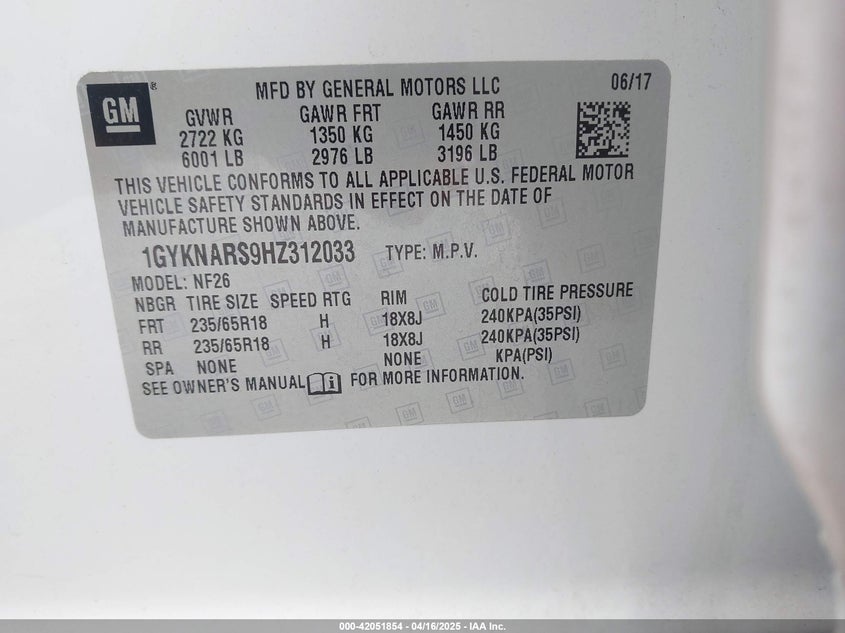 GM ®
MFD BY GENERAL MOTORS LLC 06/17
GVWR GAWR FRT GAWR RR
2722 KG 1350 KG 1450 KG
6001 LB 2976 LB 3196 LB
THIS VEHICLE CONFORMS TO ALL APPLICABLE U.S. FEDERAL MOTOR
VEHICLE SAFETY STANDARDS IN EFFECT ON THE DATE OF
MANUFACTURE SHOWN ABOVE.
1GYKNARS9HZ312033 TYPE: M.P.V.
MODEL: NF26
NBGR TIRE SIZE SPEED RTG RIM COLD TIRE PRESSURE
FRT 235/65R18 H 18X8J 240KPA(35PSI)
RR 235/65R18 H 18X8J 240KPA(35PSI)
SPA NONE NONE KPA(PSI)
SEE OWNER'S MANUAL FOR MORE INFORMATION.
000-42051854 - 04/16/2025 - IAA Inc.